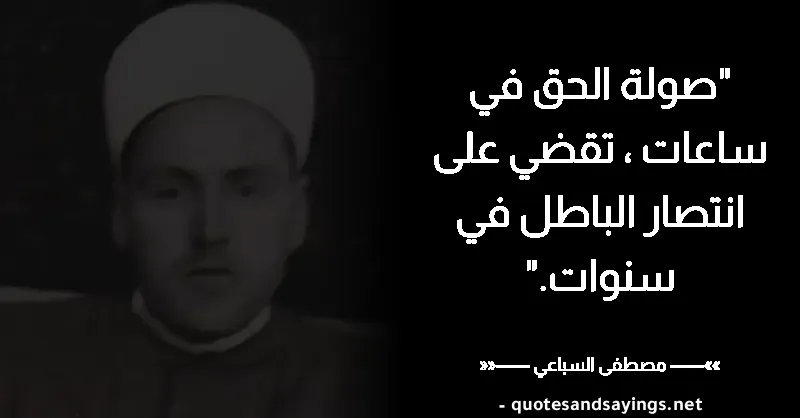 "صولة الحق في
ساعات ، تقضي على
انتصار الباطل في
سنوات."
»»—— مصطفى السباعي ——««
- quotesandsayings.net